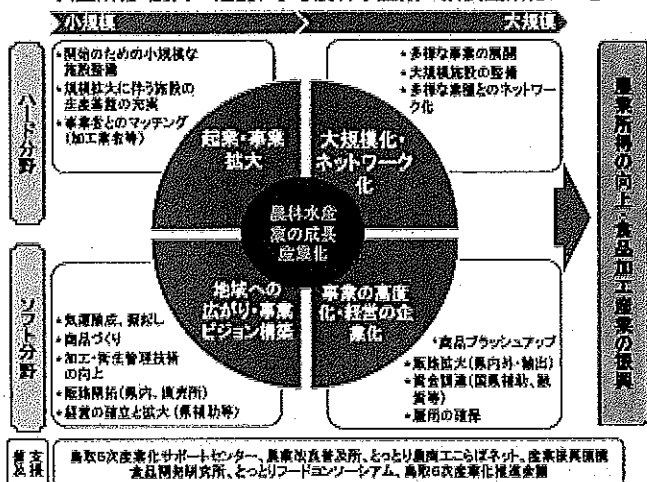 小規模
大規模
ハード分野
・開始のための小規模な
施設整備
・規模拡大に伴う施設の
生産基盤の充実
・事業者とのマッチング
(加工業者等)
・多様な事業の展開
・大規模施設の整備
・多様な業種とのネットワー
ク化
起業・事業
拡大
大規模化・
ネットワーク
化
農林水産
業の成長
産業化
地域への
広がり・事業
ビジョン構築
事業の高度
化・経営の企
業化
ソフト分野
・気運醸成、掘起し
・商品づくり
・加工・衛生管理技術
の向上
・販路開拓(県内、直売所)
・経営の確立と拡大(県補助等)
・商品ブラッシュアップ
・販路拡大(県内外・輸出)
・資金調達(国県補助、融
資等)
・雇用の確保
農業所得の向上・食品加工産業の振興
支援
鳥取6次産業化サポートセンター、農業改良普及所、とっとり農商工こらぼネット、産業振興機構
食品開発研究所、とっとりフードコンソーシアム、鳥取6次産業化推進会議